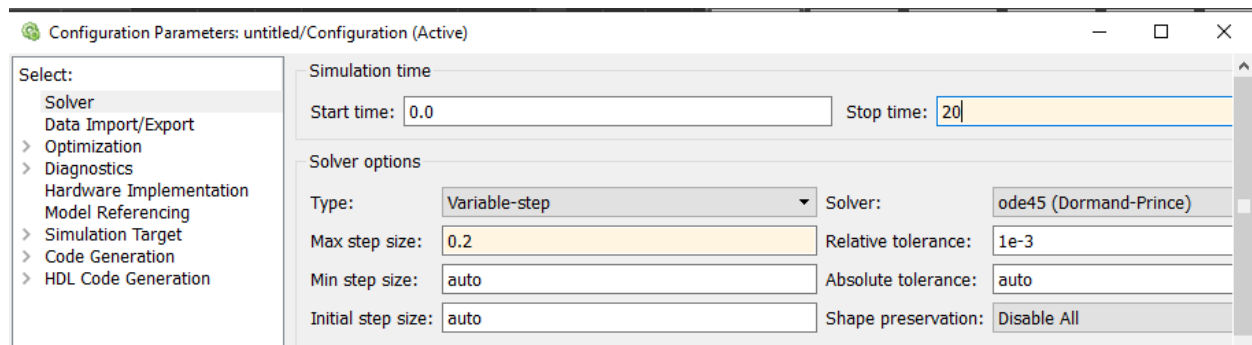 Configuration Parameters: untitled/Configuration (Active)
Select:
Solver
Data Import/Export
Optimization
Diagnostics
Hardware Implementation
Model Referencing
Simulation Target
Code Generation
HDL Code Generation
Simulation time
Start time: 0.0 Stop time: 20
Solver options
Type: Variable-step Solver: ode45 (Dormand-Prince)
Max step size: 0.2 Relative tolerance: 1e-3
Min step size: auto Absolute tolerance: auto
Initial step size: auto Shape preservation: Disable All